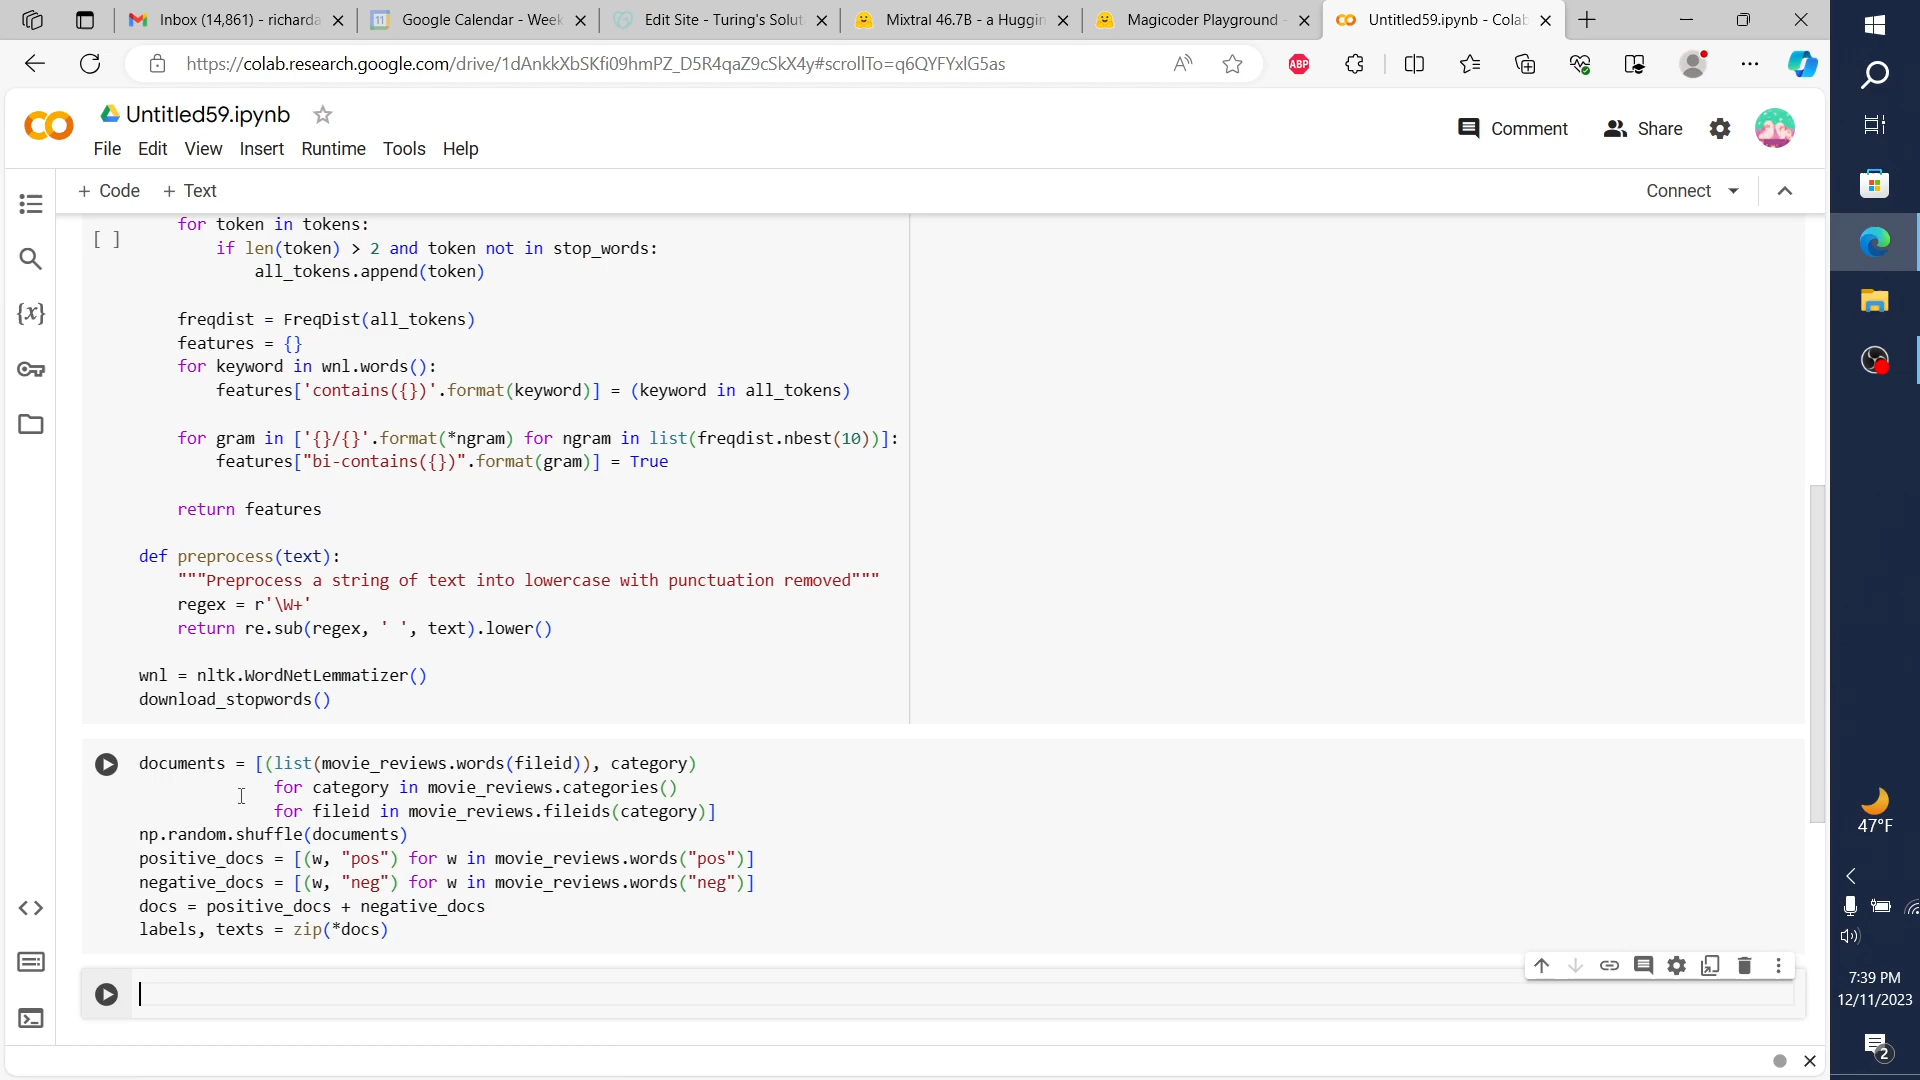 Inbox (14,861) - richarda
Google Calendar - Week
Edit Site - Turing's Solut
Mixtral 46.7B - a Huggin
Magicoder Playground -
Untitled59.ipynb - Colab
https://colab.research.google.com/drive/1dAnkkXbSKfi09hmPZ_D5R4qaZ9cSkX4y#scrollTo=q6QYFYxlG5as
ABP
Untitled59.ipynb
File Edit View Insert Runtime Tools Help
Comment
Share
+ Code + Text
Connect
[ ]
for token in tokens:
if len(token) > 2 and token not in stop_words:
all_tokens.append(token)
freqdist = FreqDist(all_tokens)
features = {}
for keyword in wnl.words():
features['contains({})'.format(keyword)] = (keyword in all_tokens)
for gram in ['{}/{}'.format(*ngram) for ngram in list(freqdist.nbest(10))]:
features["bi-contains({})".format(gram)] = True
return features
def preprocess(text):
"""Preprocess a string of text into lowercase with punctuation removed"""
regex = r'\W+'
return re.sub(regex, ' ', text).lower()
wnl = nltk.WordNetLemmatizer()
download_stopwords()
documents = [(list(movie_reviews.words(fileid)), category)
for category in movie_reviews.categories()
for fileid in movie_reviews.fileids(category)]
np.random.shuffle(documents)
positive_docs = [(w, "pos") for w in movie_reviews.words("pos")]
negative_docs = [(w, "neg") for w in movie_reviews.words("neg")]
docs = positive_docs + negative_docs
labels, texts = zip(*docs)
47°F
7:39 PM
12/11/2023
2